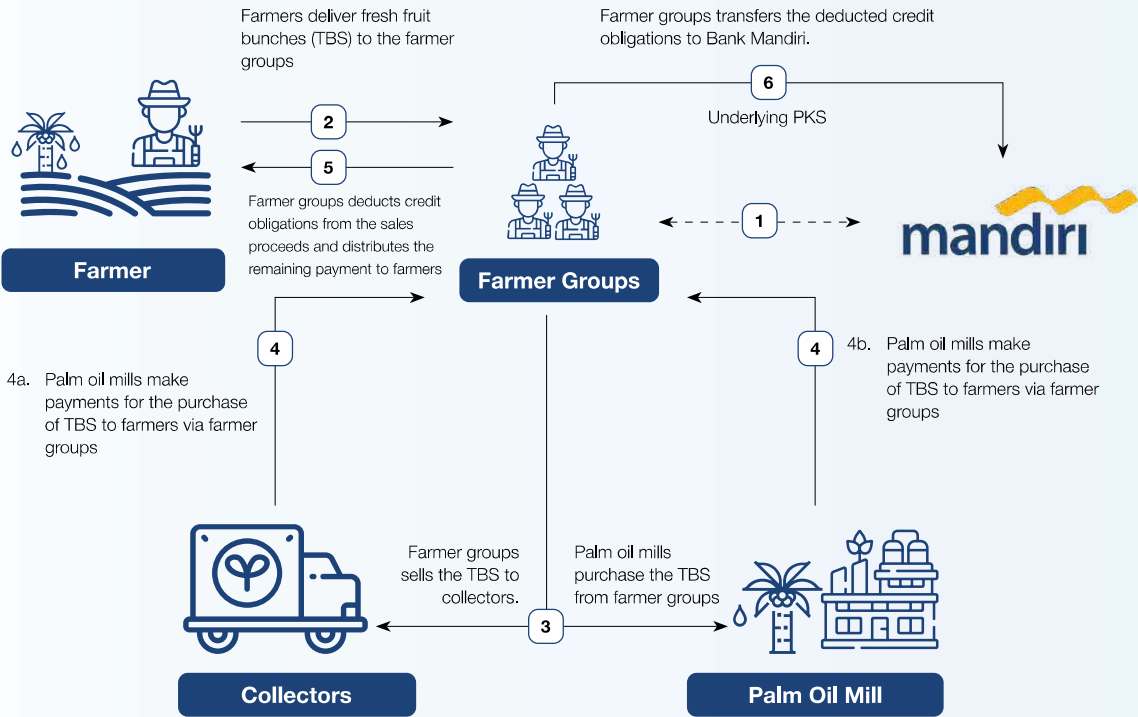 Farmers deliver fresh fruit
bunches (TBS) to the farmer
groups
Farmer groups transfers the deducted credit
obligations to Bank Mandiri.
6
Underlying PKS
2
5
Farmer groups deducts credit
obligations from the sales
proceeds and distributes the
remaining payment to farmers
1
mandırı
Farmer
Farmer Groups
4
4a. Palm oil mills make
payments for the purchase
of TBS to farmers via farmer
groups
4
4b. Palm oil mills make
payments for the purchase
of TBS to farmers via farmer
groups
Farmer groups
sells the TBS to
collectors.
Palm oil mills
purchase the TBS
from farmer groups
3
Collectors
Palm Oil Mill